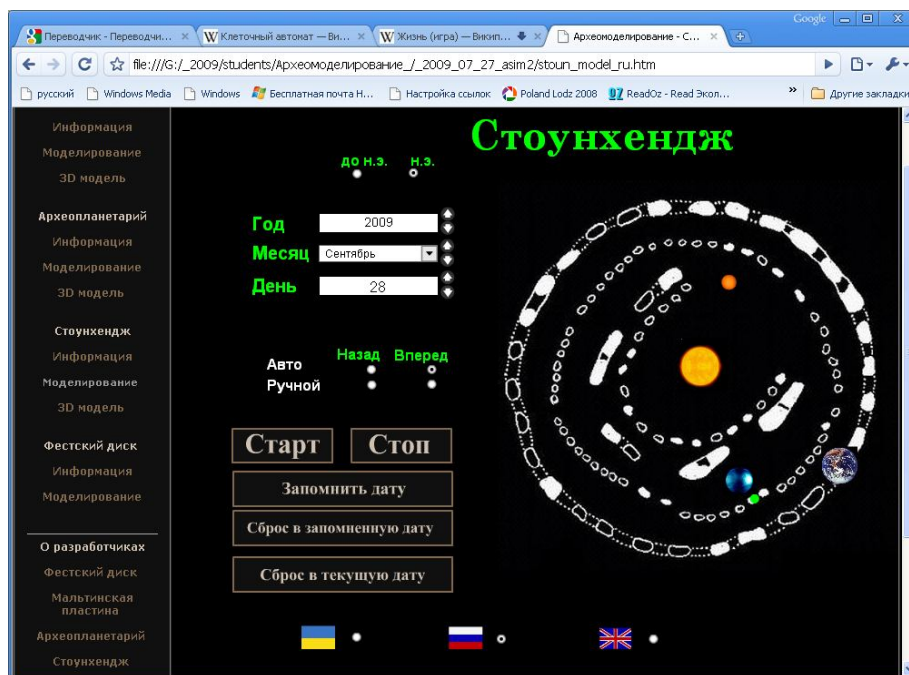 Google
Переводчик - Переводчи...
Клеточный автомат — Ви...
Жизнь (игра) — Викип...
Археомоделирование - С...
file:///G:/_2009/students/Археомоделирование_/_2009_07_27_asim2/stoun_model_ru.htm
русский
Windows Media
Windows
Бесплатная почта H...
Настройка ссылок
Poland Lodz 2008
ReadOz - Read Экол...
»
Другие закладки
Информация
Моделирование
3D модель
Археопланетарий
Информация
Моделирование
3D модель
Стоунхендж
Информация
Моделирование
3D модель
Фестский диск
Информация
Моделирование
О разработчиках
Фестский диск
Мальтинская
пластина
Археопланетарий
Стоунхендж
Стоунхендж
до н.э. н.э.
Год 2009
Месяц Сентябрь
День 28
Назад Вперед
Авто
Ручной
Старт Стоп
Запомнить дату
Сброс в запомненную дату
Сброс в текущую дату